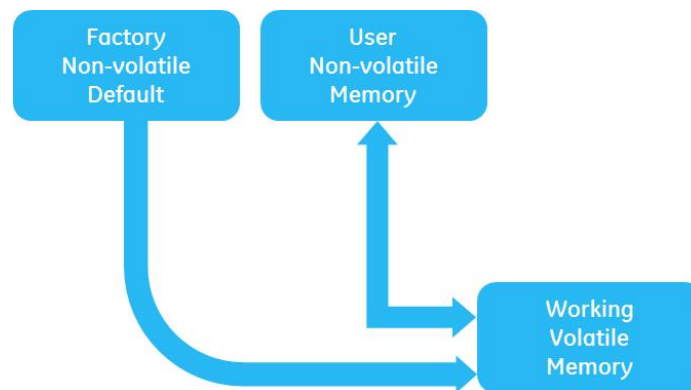 Factory
Non-volatile
Default
User
Non-volatile
Memory
Working
Volatile
Memory